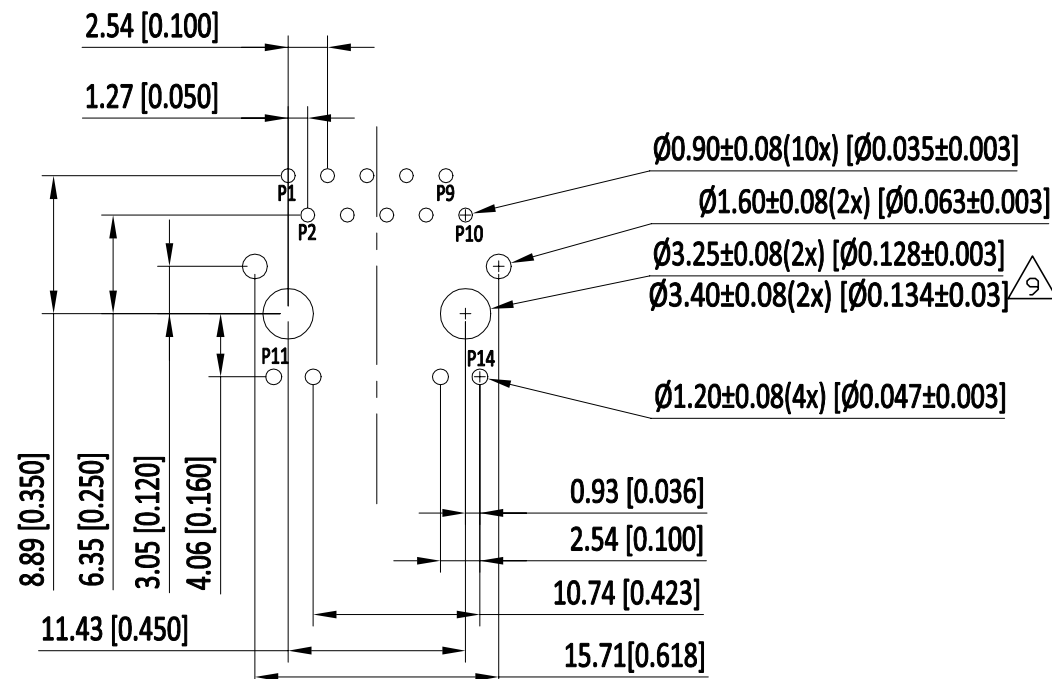 2.54 [0.100]
1.27 [0.050]
Ø0.90±0.08(10x) [Ø0.035±0.003]
P1
P9
Ø1.60±0.08(2x) [Ø0.063±0.003]
P2
P10
Ø3.25±0.08(2x) [Ø0.128±0.003]
Ø3.40±0.08(2x) [Ø0.134±0.03]
9
P11
P14
Ø1.20±0.08(4x) [Ø0.047±0.003]
8.89 [0.350]
6.35 [0.250]
3.05 [0.120]
4.06 [0.160]
0.93 [0.036]
2.54 [0.100]
10.74 [0.423]
11.43 [0.450]
15.71[0.618]